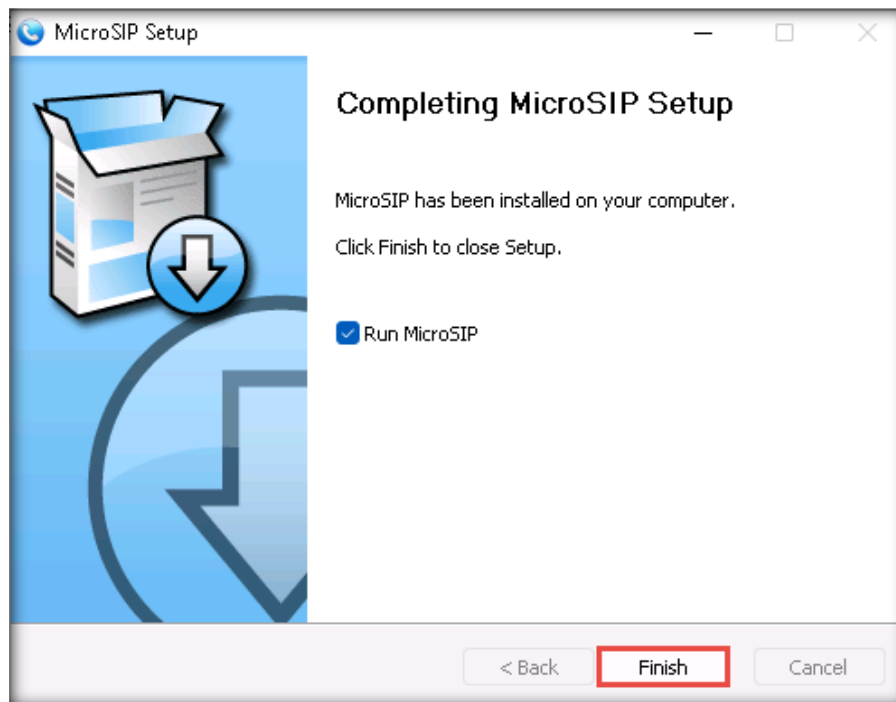 MicroSIP Setup
Completing MicroSIP Setup
MicroSIP has been installed on your computer.
Click Finish to close Setup.
Run MicroSIP
< Back
Finish
Cancel